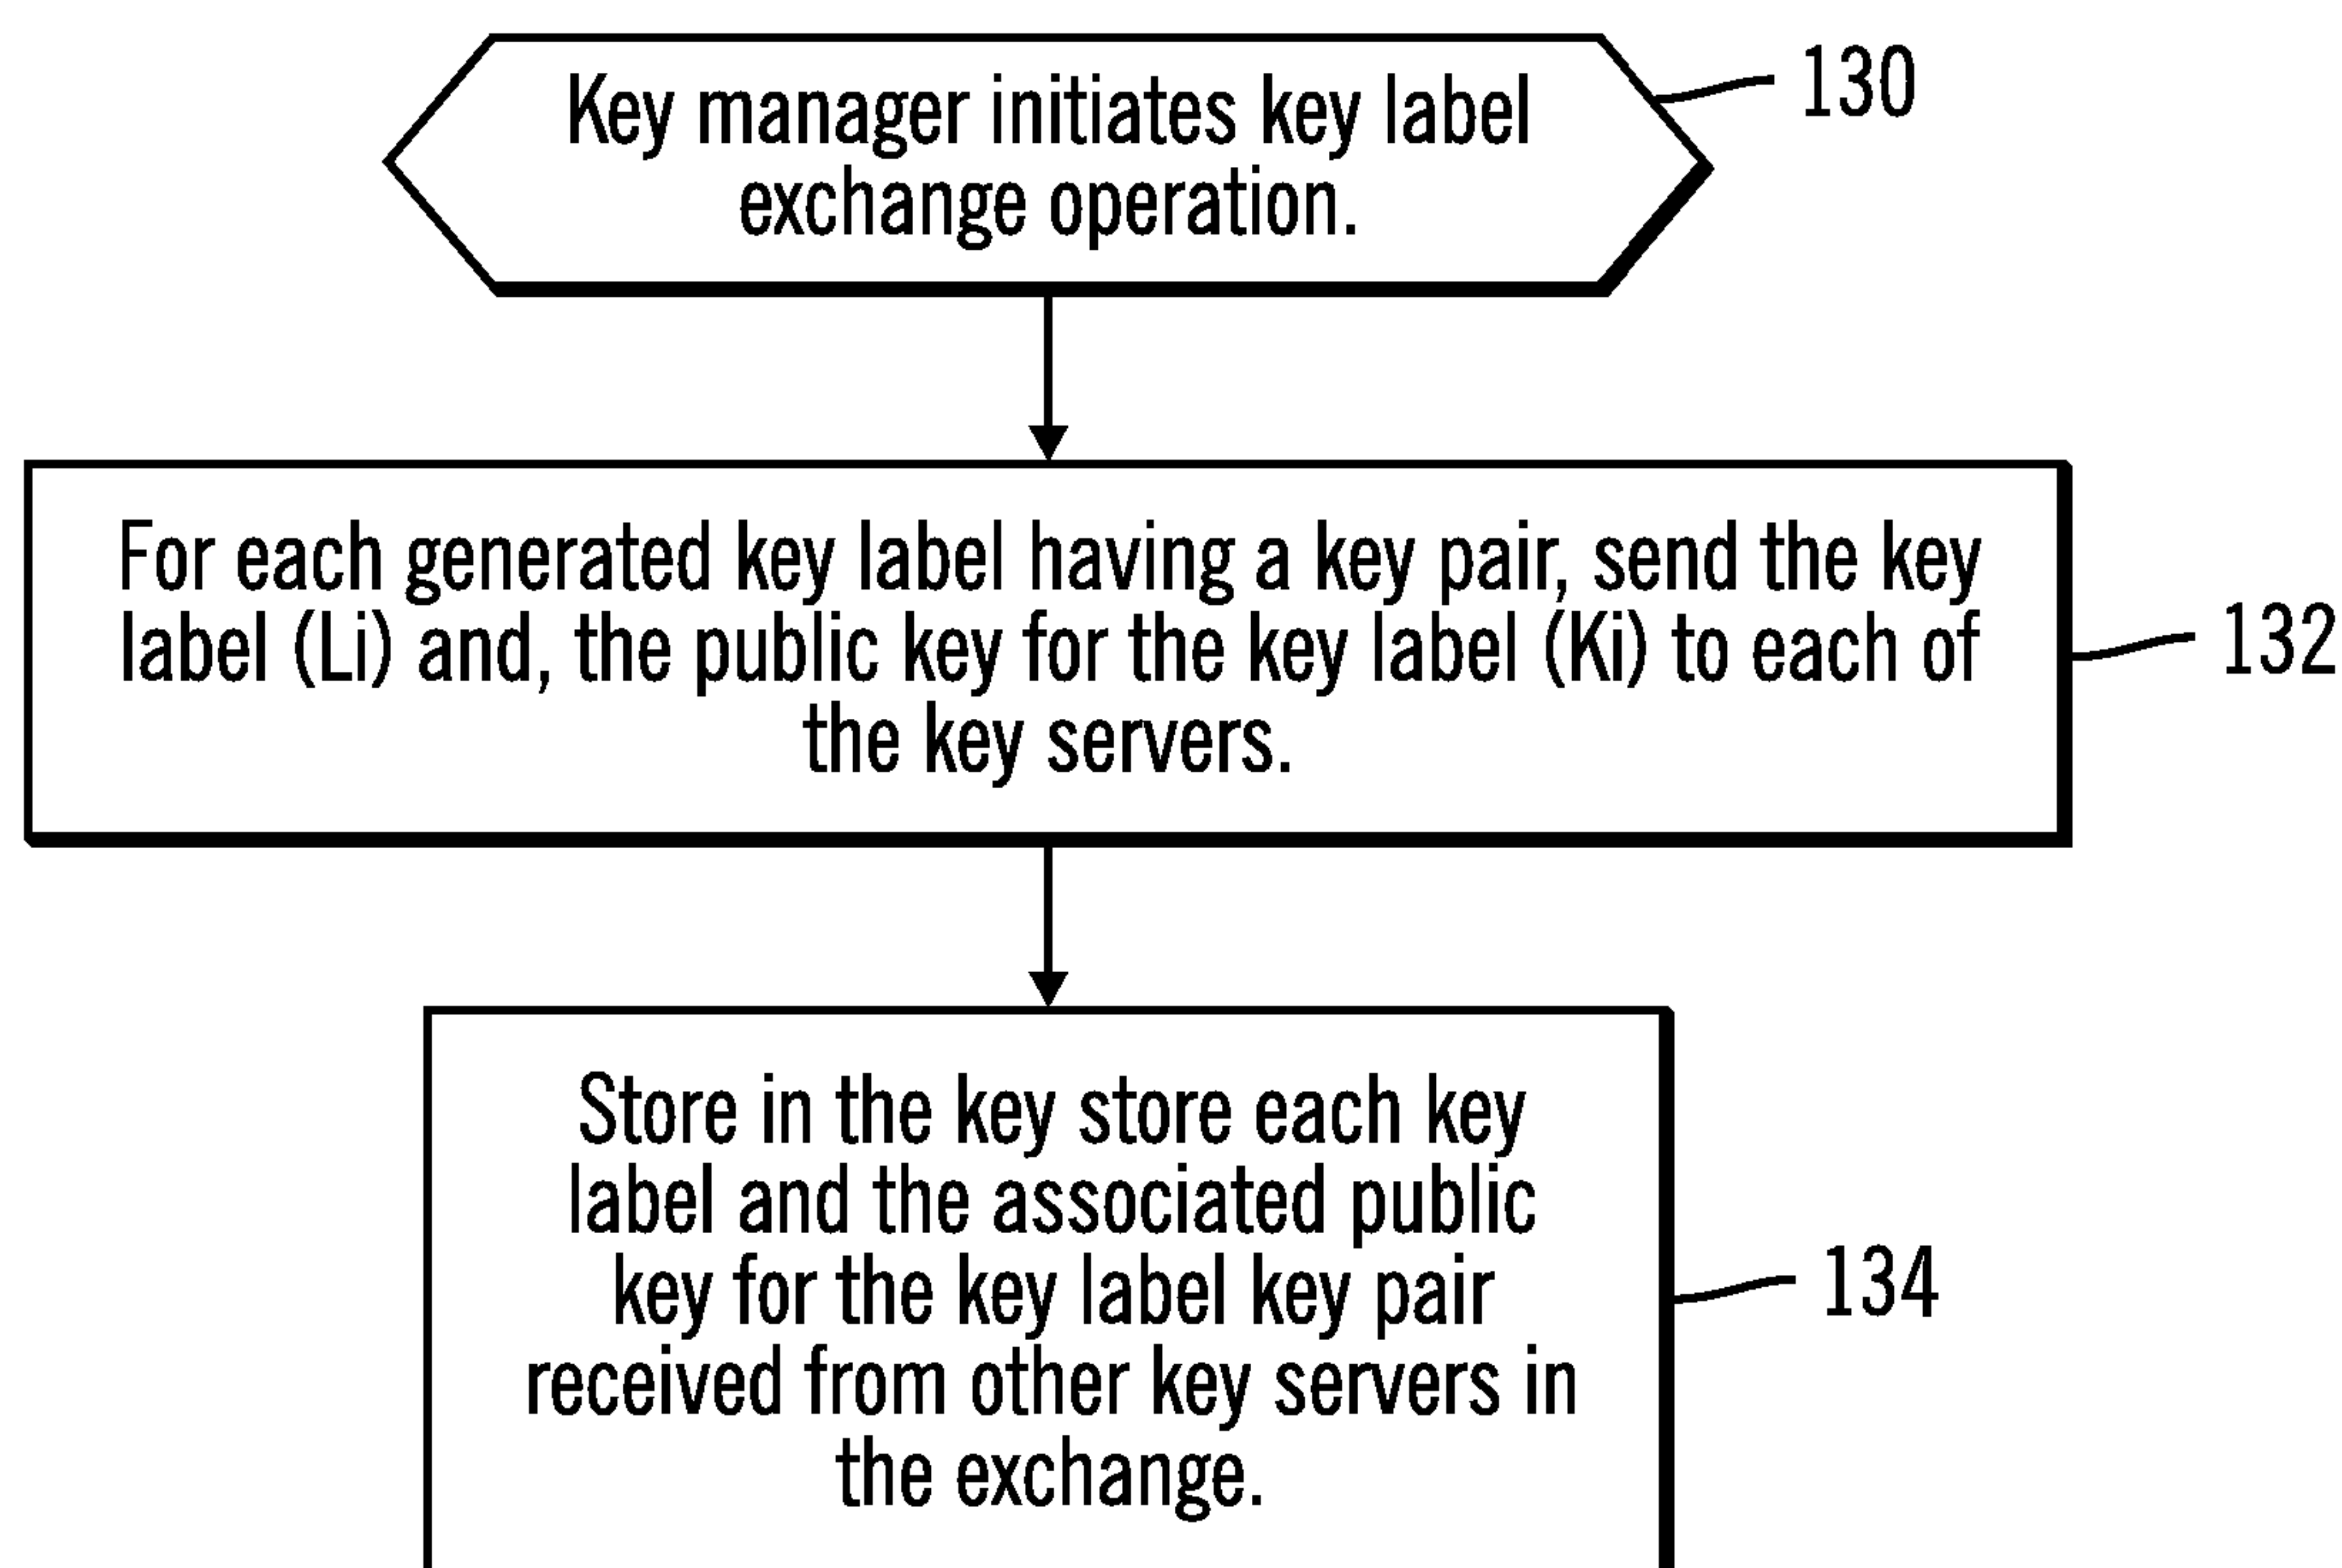 Key manager initiates key label
exchange operation.
130
For each generated key label having a key pair, send the key
label (Li) and, the public key for the key label (Ki) to each of
the key servers.
132
Store in the key store each key
label and the associated public
key for the key label key pair
received from other key servers in
the exchange.
134